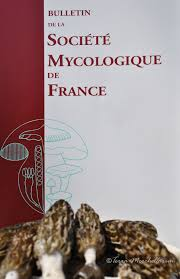 BULLETIN
DE LA
SOCIÉTÉ
MYCOLOGIQUE
DE
FRANCE